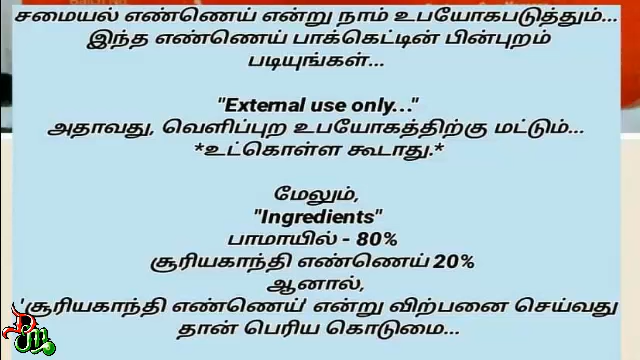 சமையல் எண்ணெய் என்று நாம் உபயோகபடுத்தும்...
இந்த எண்ணெய் பாக்கெட்டின் பின்புறம்
படியுங்கள்...
"External use only..."
அதாவது, வெளிப்புற உபயோகத்திற்கு மட்டும்...
*உட்கொள்ள கூடாது.*
மேலும்,
"Ingredients"
பாமாயில் - 80%
சூரியகாந்தி எண்ணெய் 20%
ஆனால்,
'சூரியகாந்தி எண்ணெய்' என்று விற்பனை செய்வது
தான் பெரிய கொடுமை...